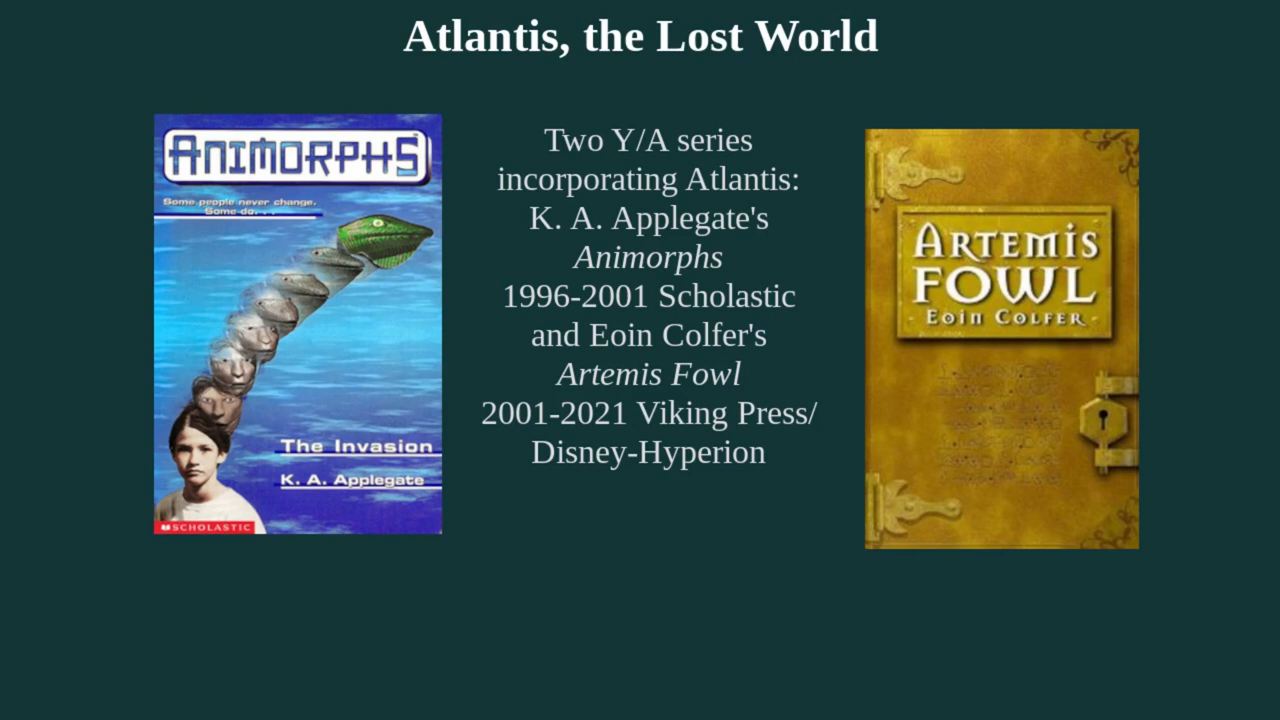 Atlantis, the Lost World
ANIMORPHS
Some people never change.
Some do. . .
The Invasion
K. A. Applegate
SCHOLASTIC
Two Y/A series
incorporating Atlantis:
K. A. Applegate's
Animorphs
1996-2001 Scholastic
and Eoin Colfer's
Artemis Fowl
2001-2021 Viking Press/
Disney-Hyperion
ARTEMIS
FOWL
- EOIN COLFER -